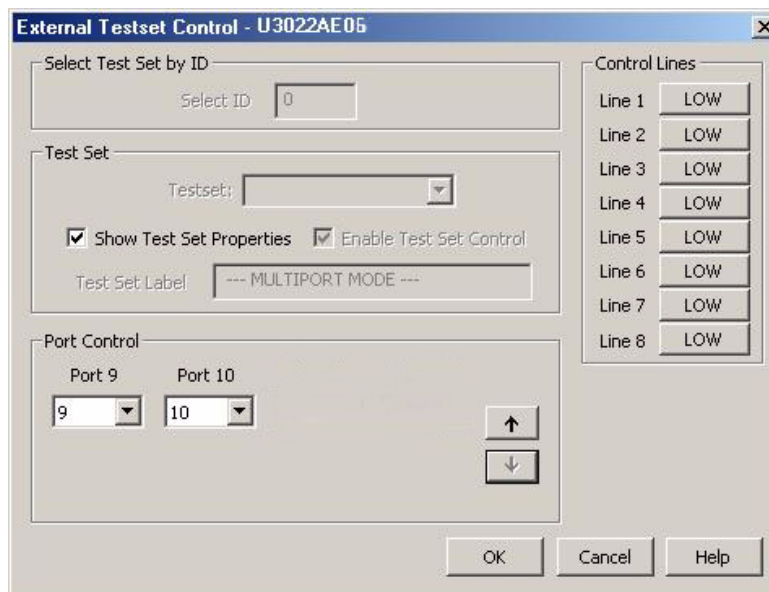 External Testset Control - U3022AE06
Select Test Set by ID
Select ID 0
Test Set
Testset:
Show Test Set Properties Enable Test Set Control
Test Set Label --- MULTIPORT MODE ---
Port Control
Port 9 Port 10
9 10
Control Lines
Line 1 LOW
Line 2 LOW
Line 3 LOW
Line 4 LOW
Line 5 LOW
Line 6 LOW
Line 7 LOW
Line 8 LOW
OK Cancel Help